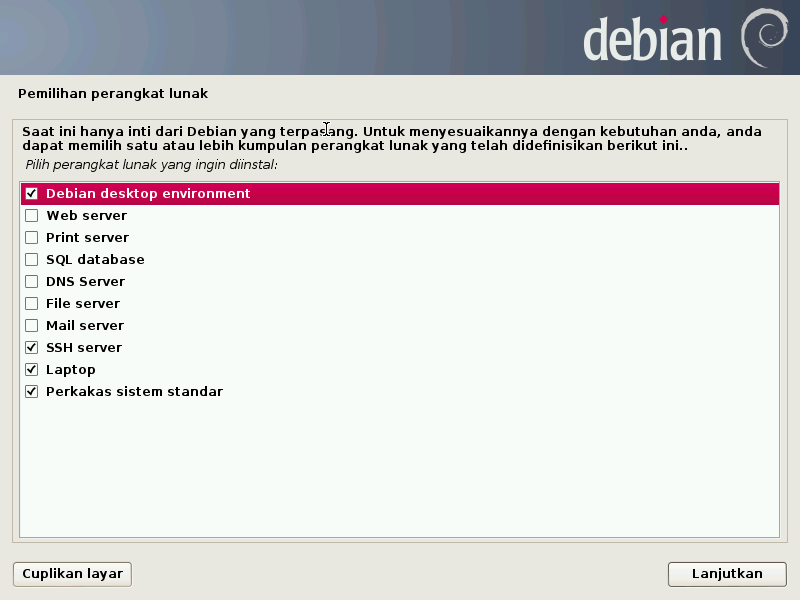 debian
Pemilihan perangkat lunak
Saat ini hanya inti dari Debian yang terpasang. Untuk menyesuaikannya dengan kebutuhan anda, anda
dapat memilih satu atau lebih kumpulan perangkat lunak yang telah didefinisikan berikut ini..
Pilih perangkat lunak yang ingin diinstal:
Debian desktop environment
Web server
Print server
SQL database
DNS Server
File server
Mail server
SSH server
Laptop
Perkakas sistem standar
Cuplikan layar
Lanjutkan